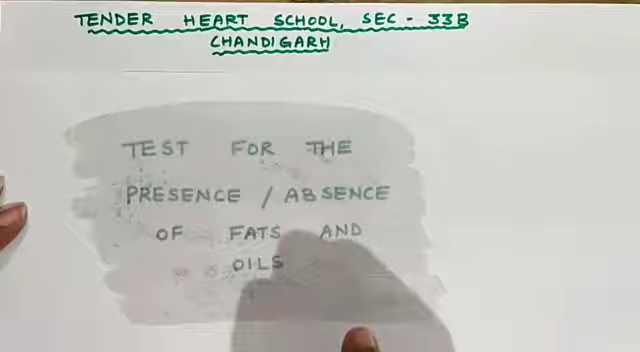 TENDER HEART SCHOOL, SEC - 33B
CHANDIGARH
TEST FOR THE
PRESENCE / ABSENCE
OF FATS AND
OILS